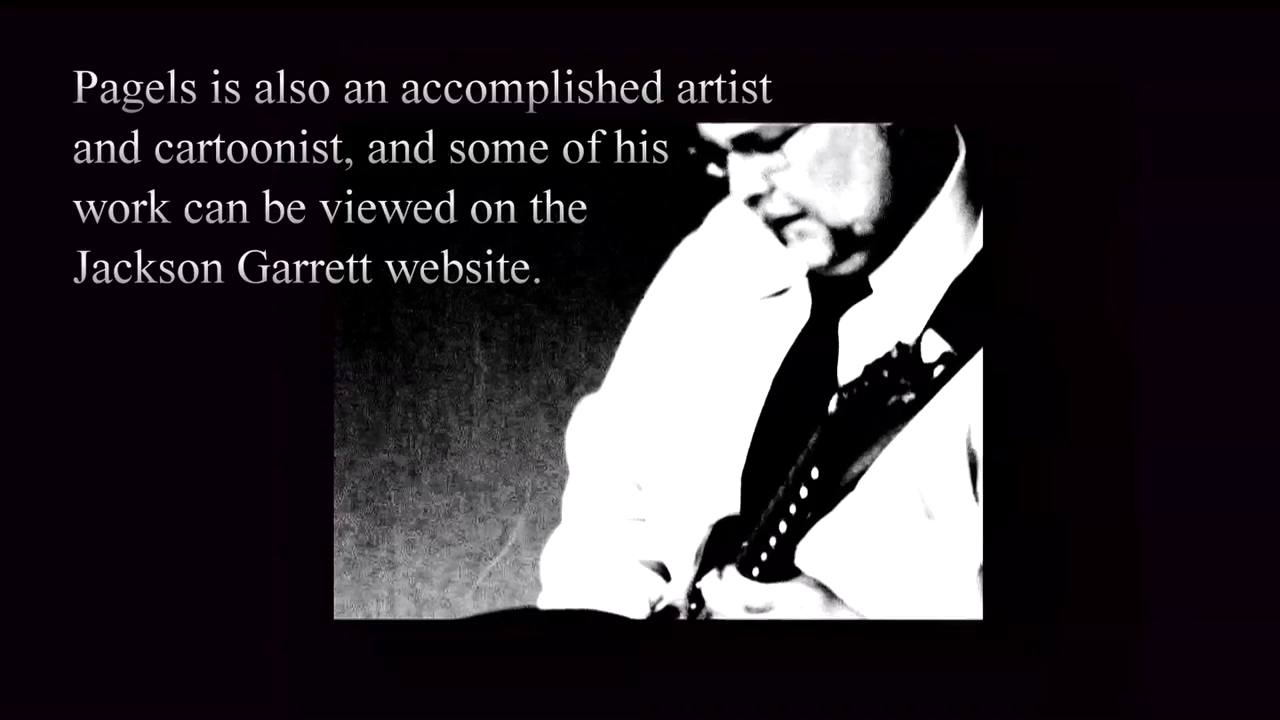 Pagels is also an accomplished artist
and cartoonist, and some of his
work can be viewed on the
Jackson Garrett website.